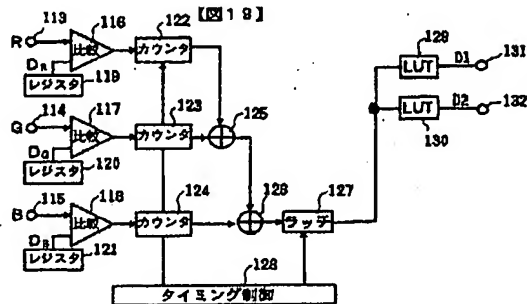 【図19】
113
R
116
比較
122
カウンタ
DR
レジスタ
119
129
LUT
D1
131
114
G
117
比較
123
カウンタ
125
D2
132
LUT
130
DG
レジスタ
120
115
B
118
比較
124
カウンタ
126
127
ラッチ
DB
レジスタ
121
128
タイミング制御